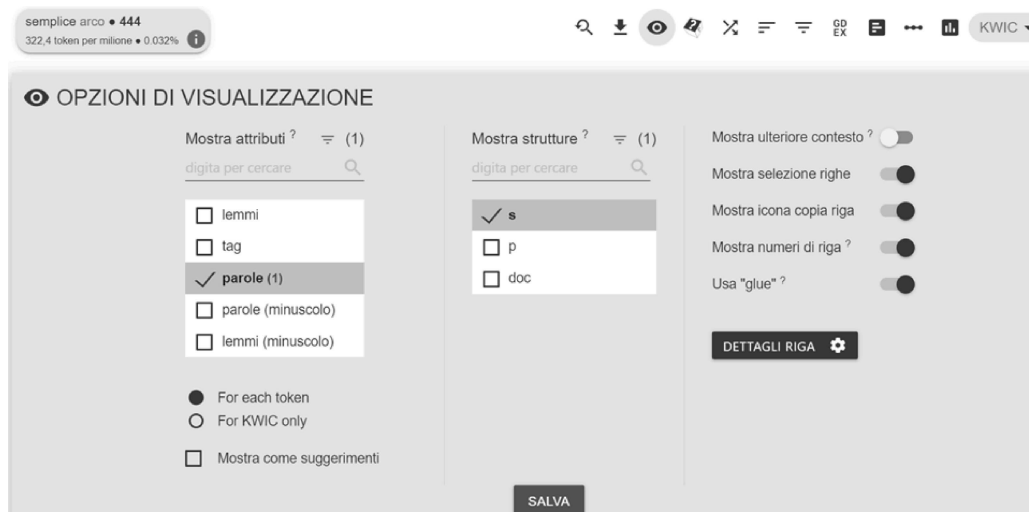 semplice arco • 444
322,4 token per milione • 0.032% i
GD
EX
KWIC
OPZIONI DI VISUALIZZAZIONE
Mostra attributi ? (1)
digita per cercare
lemmi
tag
parole (1)
parole (minuscolo)
lemmi (minuscolo)
For each token
For KWIC only
Mostra come suggerimenti
Mostra strutture ? (1)
digita per cercare
s
p
doc
Mostra ulteriore contesto ?
Mostra selezione righe
Mostra icona copia riga
Mostra numeri di riga ?
Usa "glue" ?
DETTAGLI RIGA
SALVA